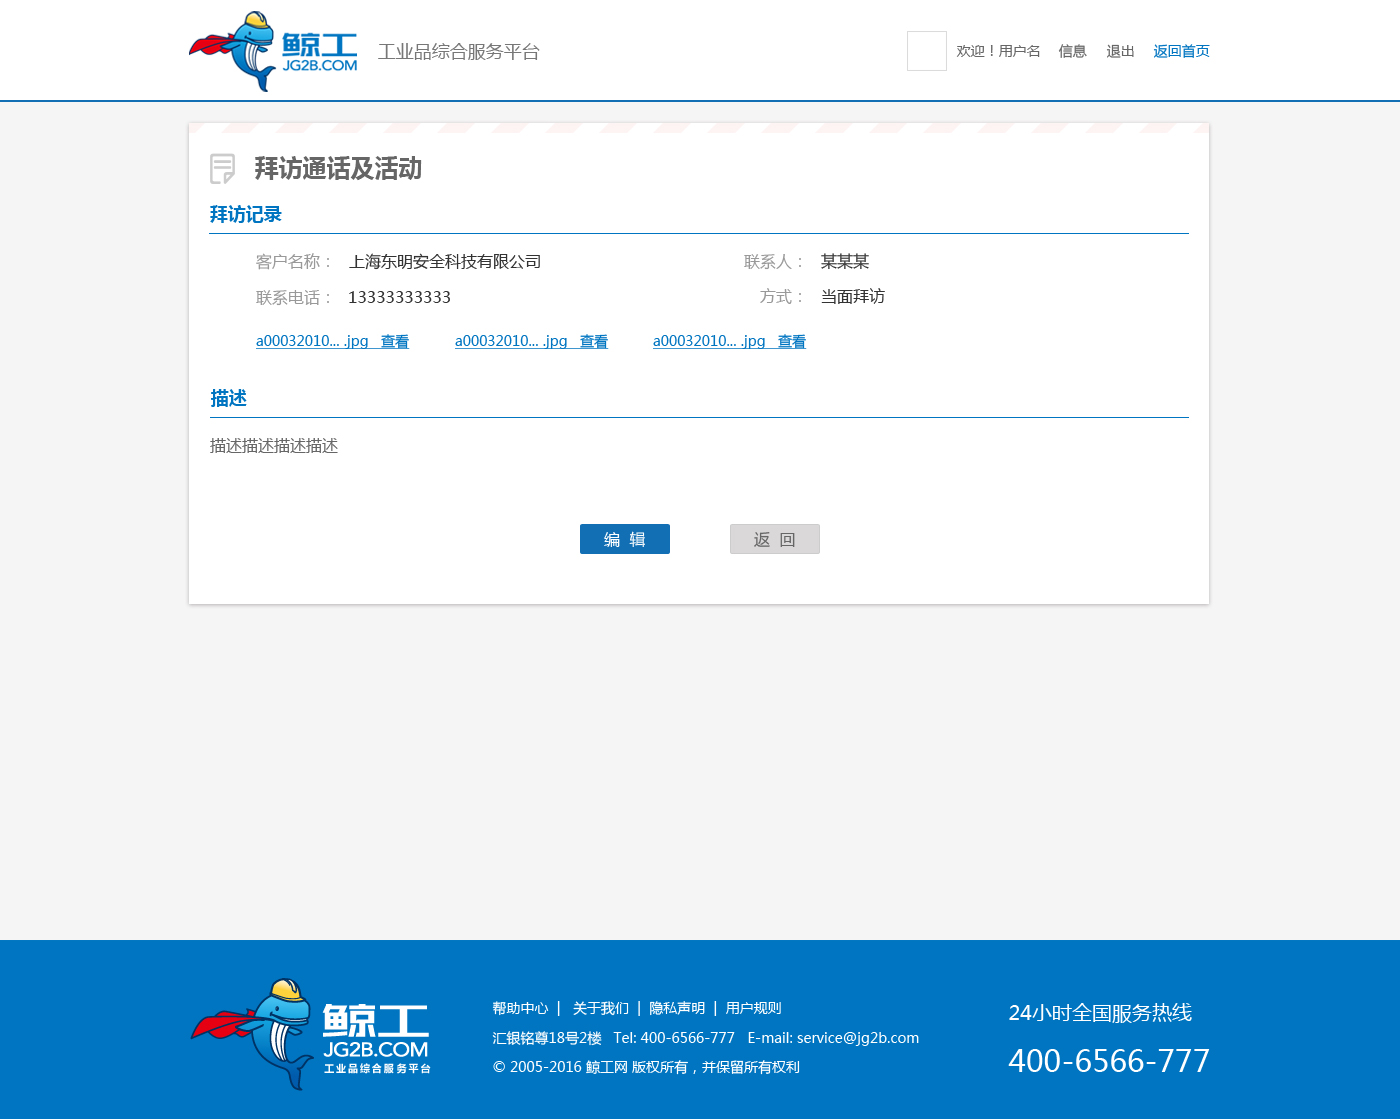 鲸工
JG2B.COM
工业品综合服务平台
欢迎！用户名 信息 退出 返回首页
拜访通话及活动
拜访记录
客户名称： 上海东明安全科技有限公司 联系人： 某某某
联系电话： 13333333333 方式： 当面拜访
a00032010... .jpg 查看 a00032010... .jpg 查看 a00032010... .jpg 查看
描述
描述描述描述描述
编 辑 返 回
鲸工
JG2B.COM
工业品综合服务平台
帮助中心 | 关于我们 | 隐私声明 | 用户规则
汇银铭尊18号2楼 Tel: 400-6566-777 E-mail: service@jg2b.com
© 2005-2016 鲸工网 版权所有，并保留所有权利
24小时全国服务热线
400-6566-777